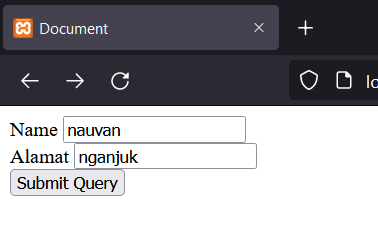 Document
lo
Name nauvan
Alamat nganjuk
Submit Query